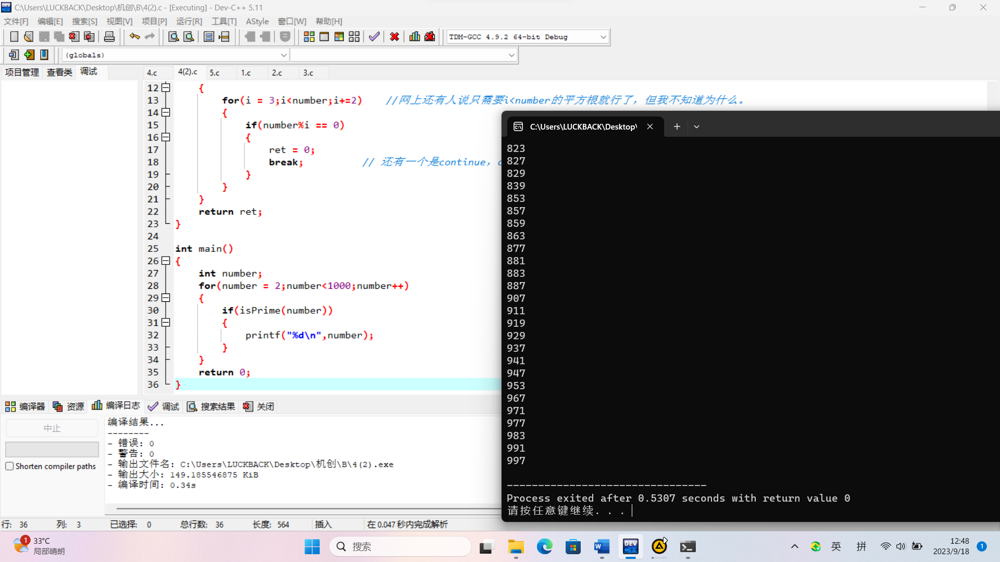 C:\Users\LUCKBACK\Desktop\机创\B\4(2).c - [Executing] - Dev-C++ 5.11
文件[F] 编辑[E] 搜索[S] 视图[V] 项目[P] 运行[R] 工具[T] AStyle 窗口[W] 帮助[H]
TDM-GCC 4.9.2 64-bit Debug
(globals)
项目管理 查看类 调试
4.c 4(2).c 5.c 1.c 2.c 3.c
12 {
13 for(i = 3;i<number;i+=2) //网上还有人说只需要i<number的平方根就行了，但我不知道为什么。
14 {
15 if(number%i == 0)
16 {
17 ret = 0;
18 break; // 还有一个是continue，
19 }
20 }
21 }
22 return ret;
23 }
24
25 int main()
26 {
27 int number;
28 for(number = 2;number<1000;number++)
29 {
30 if(isPrime(number))
31 {
32 printf("%d\n",number);
33 }
34 }
35 return 0;
36 }
C:\Users\LUCKBACK\Desktop\
823
827
829
839
853
857
859
863
877
881
883
887
907
911
919
929
937
941
947
953
967
971
977
983
991
997
--------------------------------
Process exited after 0.5307 seconds with return value 0
请按任意键继续. . .
编译器 资源 编译日志 调试 搜索结果 关闭
中止
Shorten compiler paths
编译结果...
--------
- 错误: 0
- 警告: 0
- 输出文件名: C:\Users\LUCKBACK\Desktop\机创\B\4(2).exe
- 输出大小: 149.185546875 KiB
- 编译时间: 0.34s
行: 36 列: 3 已选择: 0 总行数: 36 长度: 564 插入 在 0.047 秒内完成解析
1
33°C
局部晴朗
搜索
W
DEV
C++
英
拼
12:48
2023/9/18
1